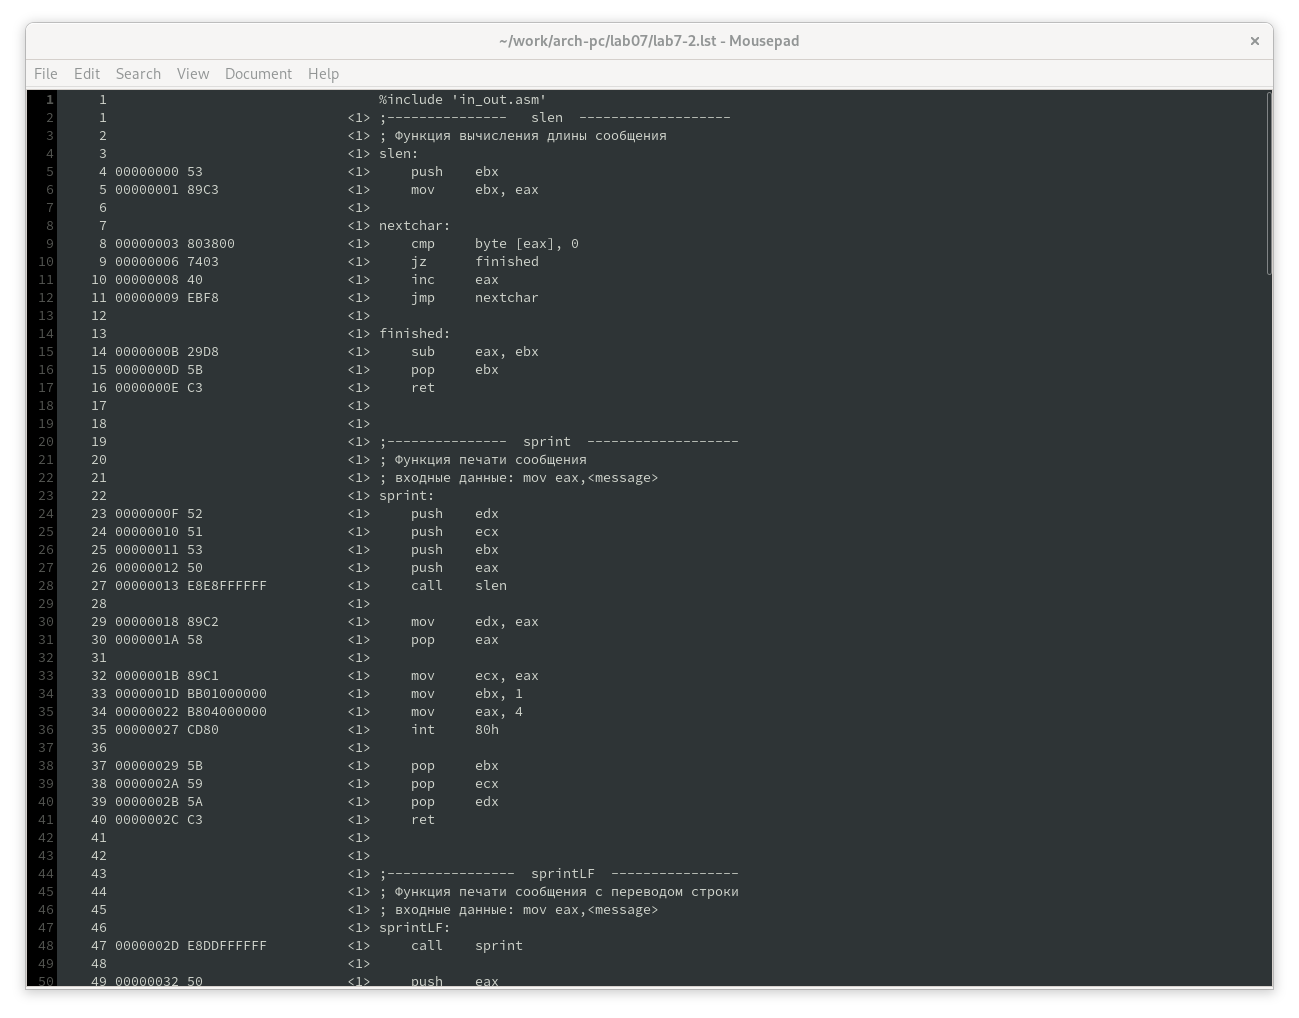 ~/work/arch-pc/lab07/lab7-2.lst - Mousepad ×
File Edit Search View Document Help
1 1 %include 'in_out.asm'
2 1 <1> ;--------------- slen -------------------
3 2 <1> ; Функция вычисления длины сообщения
4 3 <1> slen:
5 4 00000000 53 <1> push ebx
6 5 00000001 89C3 <1> mov ebx, eax
7 6 <1>
8 7 <1> nextchar:
9 8 00000003 803800 <1> cmp byte [eax], 0
10 9 00000006 7403 <1> jz finished
11 10 00000008 40 <1> inc eax
12 11 00000009 EBF8 <1> jmp nextchar
13 12 <1>
14 13 <1> finished:
15 14 0000000B 29D8 <1> sub eax, ebx
16 15 0000000D 5B <1> pop ebx
17 16 0000000E C3 <1> ret
18 17 <1>
19 18 <1>
20 19 <1> ;--------------- sprint -------------------
21 20 <1> ; Функция печати сообщения
22 21 <1> ; входные данные: mov eax,<message>
23 22 <1> sprint:
24 23 0000000F 52 <1> push edx
25 24 00000010 51 <1> push ecx
26 25 00000011 53 <1> push ebx
27 26 00000012 50 <1> push eax
28 27 00000013 E8E8FFFFFF <1> call slen
29 28 <1>
30 29 00000018 89C2 <1> mov edx, eax
31 30 0000001A 58 <1> pop eax
32 31 <1>
33 32 0000001B 89C1 <1> mov ecx, eax
34 33 0000001D BB01000000 <1> mov ebx, 1
35 34 00000022 B804000000 <1> mov eax, 4
36 35 00000027 CD80 <1> int 80h
37 36 <1>
38 37 00000029 5B <1> pop ebx
39 38 0000002A 59 <1> pop ecx
40 39 0000002B 5A <1> pop edx
41 40 0000002C C3 <1> ret
42 41 <1>
43 42 <1>
44 43 <1> ;---------------- sprintLF ----------------
45 44 <1> ; Функция печати сообщения с переводом строки
46 45 <1> ; входные данные: mov eax,<message>
47 46 <1> sprintLF:
48 47 0000002D E8DDFFFFFF <1> call sprint
49 48 <1>
50 49 00000032 50 <1> push eax